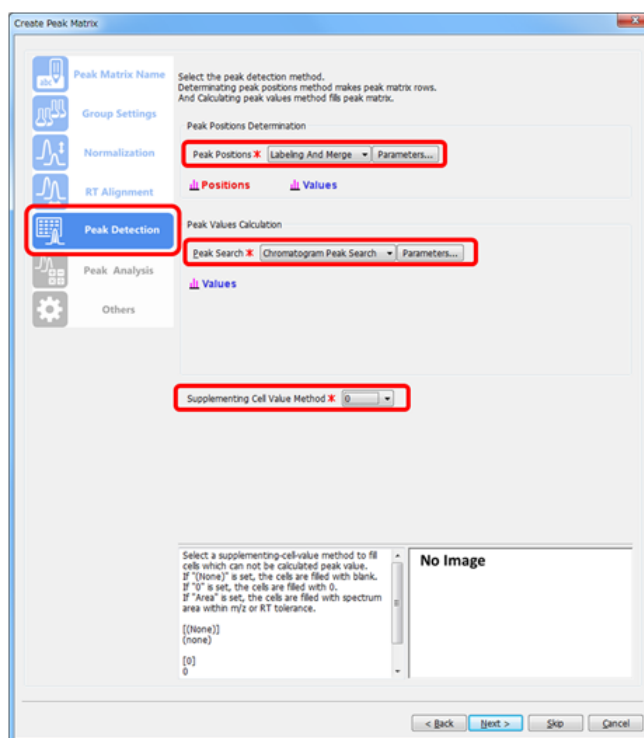 Create Peak Matrix
Peak Matrix Name
Group Settings
Normalization
RT Alignment
Peak Detection
Peak Analysis
Others
Select the peak detection method.
Determinating peak positions method makes peak matrix rows.
And Calculating peak values method fills peak matrix.
Peak Positions Determination
Peak Positions * Labeling And Merge Parameters...
Positions Values
Peak Values Calculation
Peak Search * Chromatogram Peak Search Parameters...
Values
Supplementing Cell Value Method * 0
Select a supplementing-cell-value method to fill
cells which can not be calculated peak value.
If "(None)" is set, the cells are filled with blank.
If "0" is set, the cells are filled with 0.
If "Area" is set, the cells are filled with spectrum
area within m/z or RT tolerance.
[(None)]
(none)
[0]
0
No Image
< Back Next > Skip Cancel